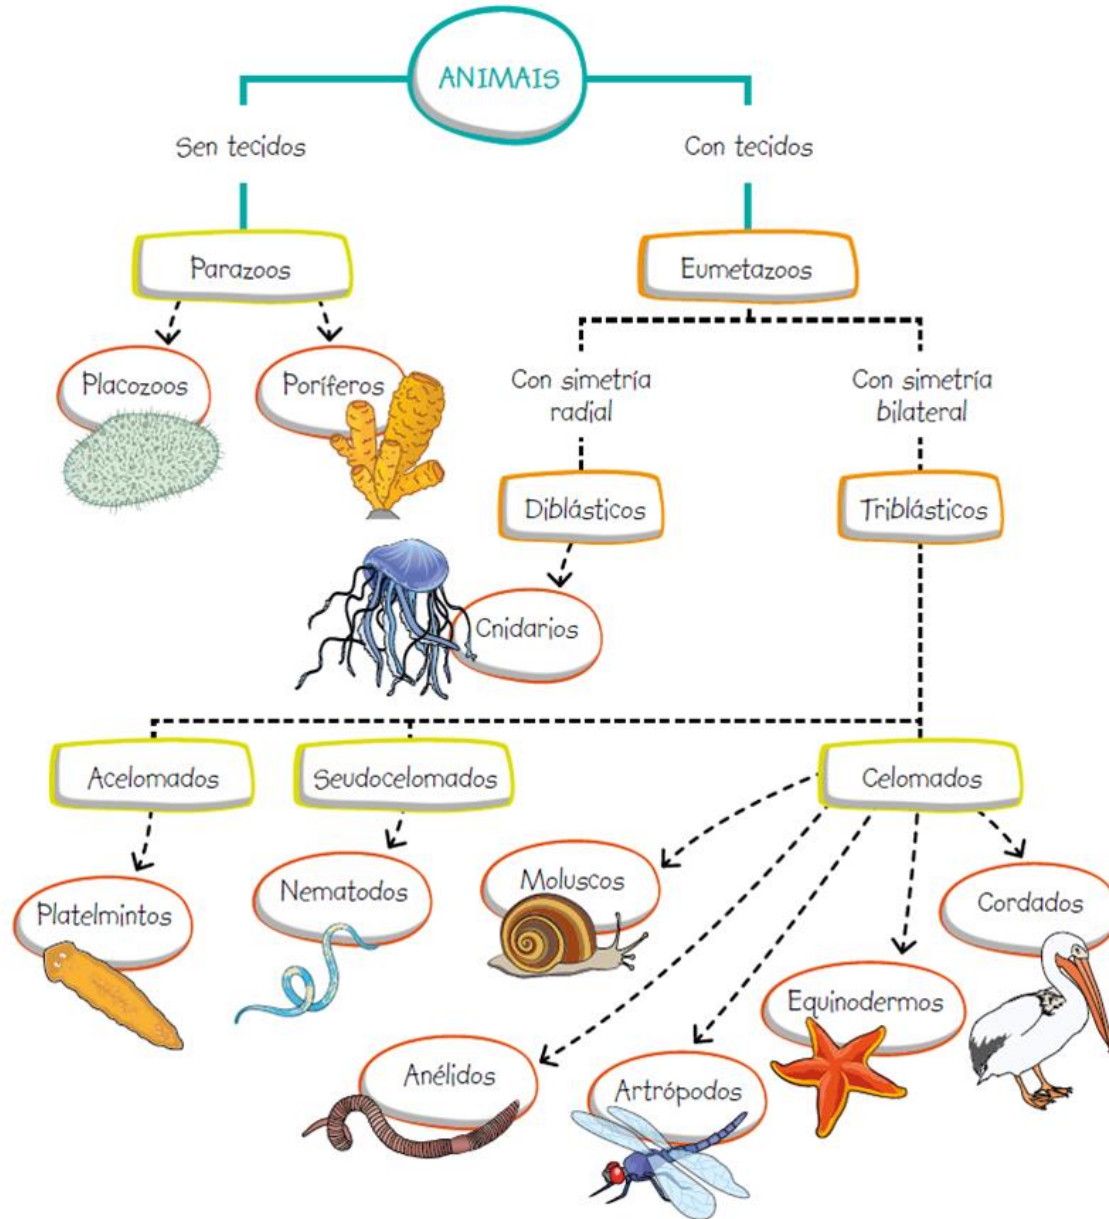 ANIMAIS
Sen tecidos
Con tecidos
Parazoos
Eumetazoos
Placozoos
Poríferos
Con simetría
radial
Con simetría
bilateral
Diblásticos
Triblásticos
Cnidarios
Acelomados
Seudocelomados
Celomados
Platelmintos
Nematodos
Moluscos
Cordados
Equinodermos
Anélidos
Artrópodos